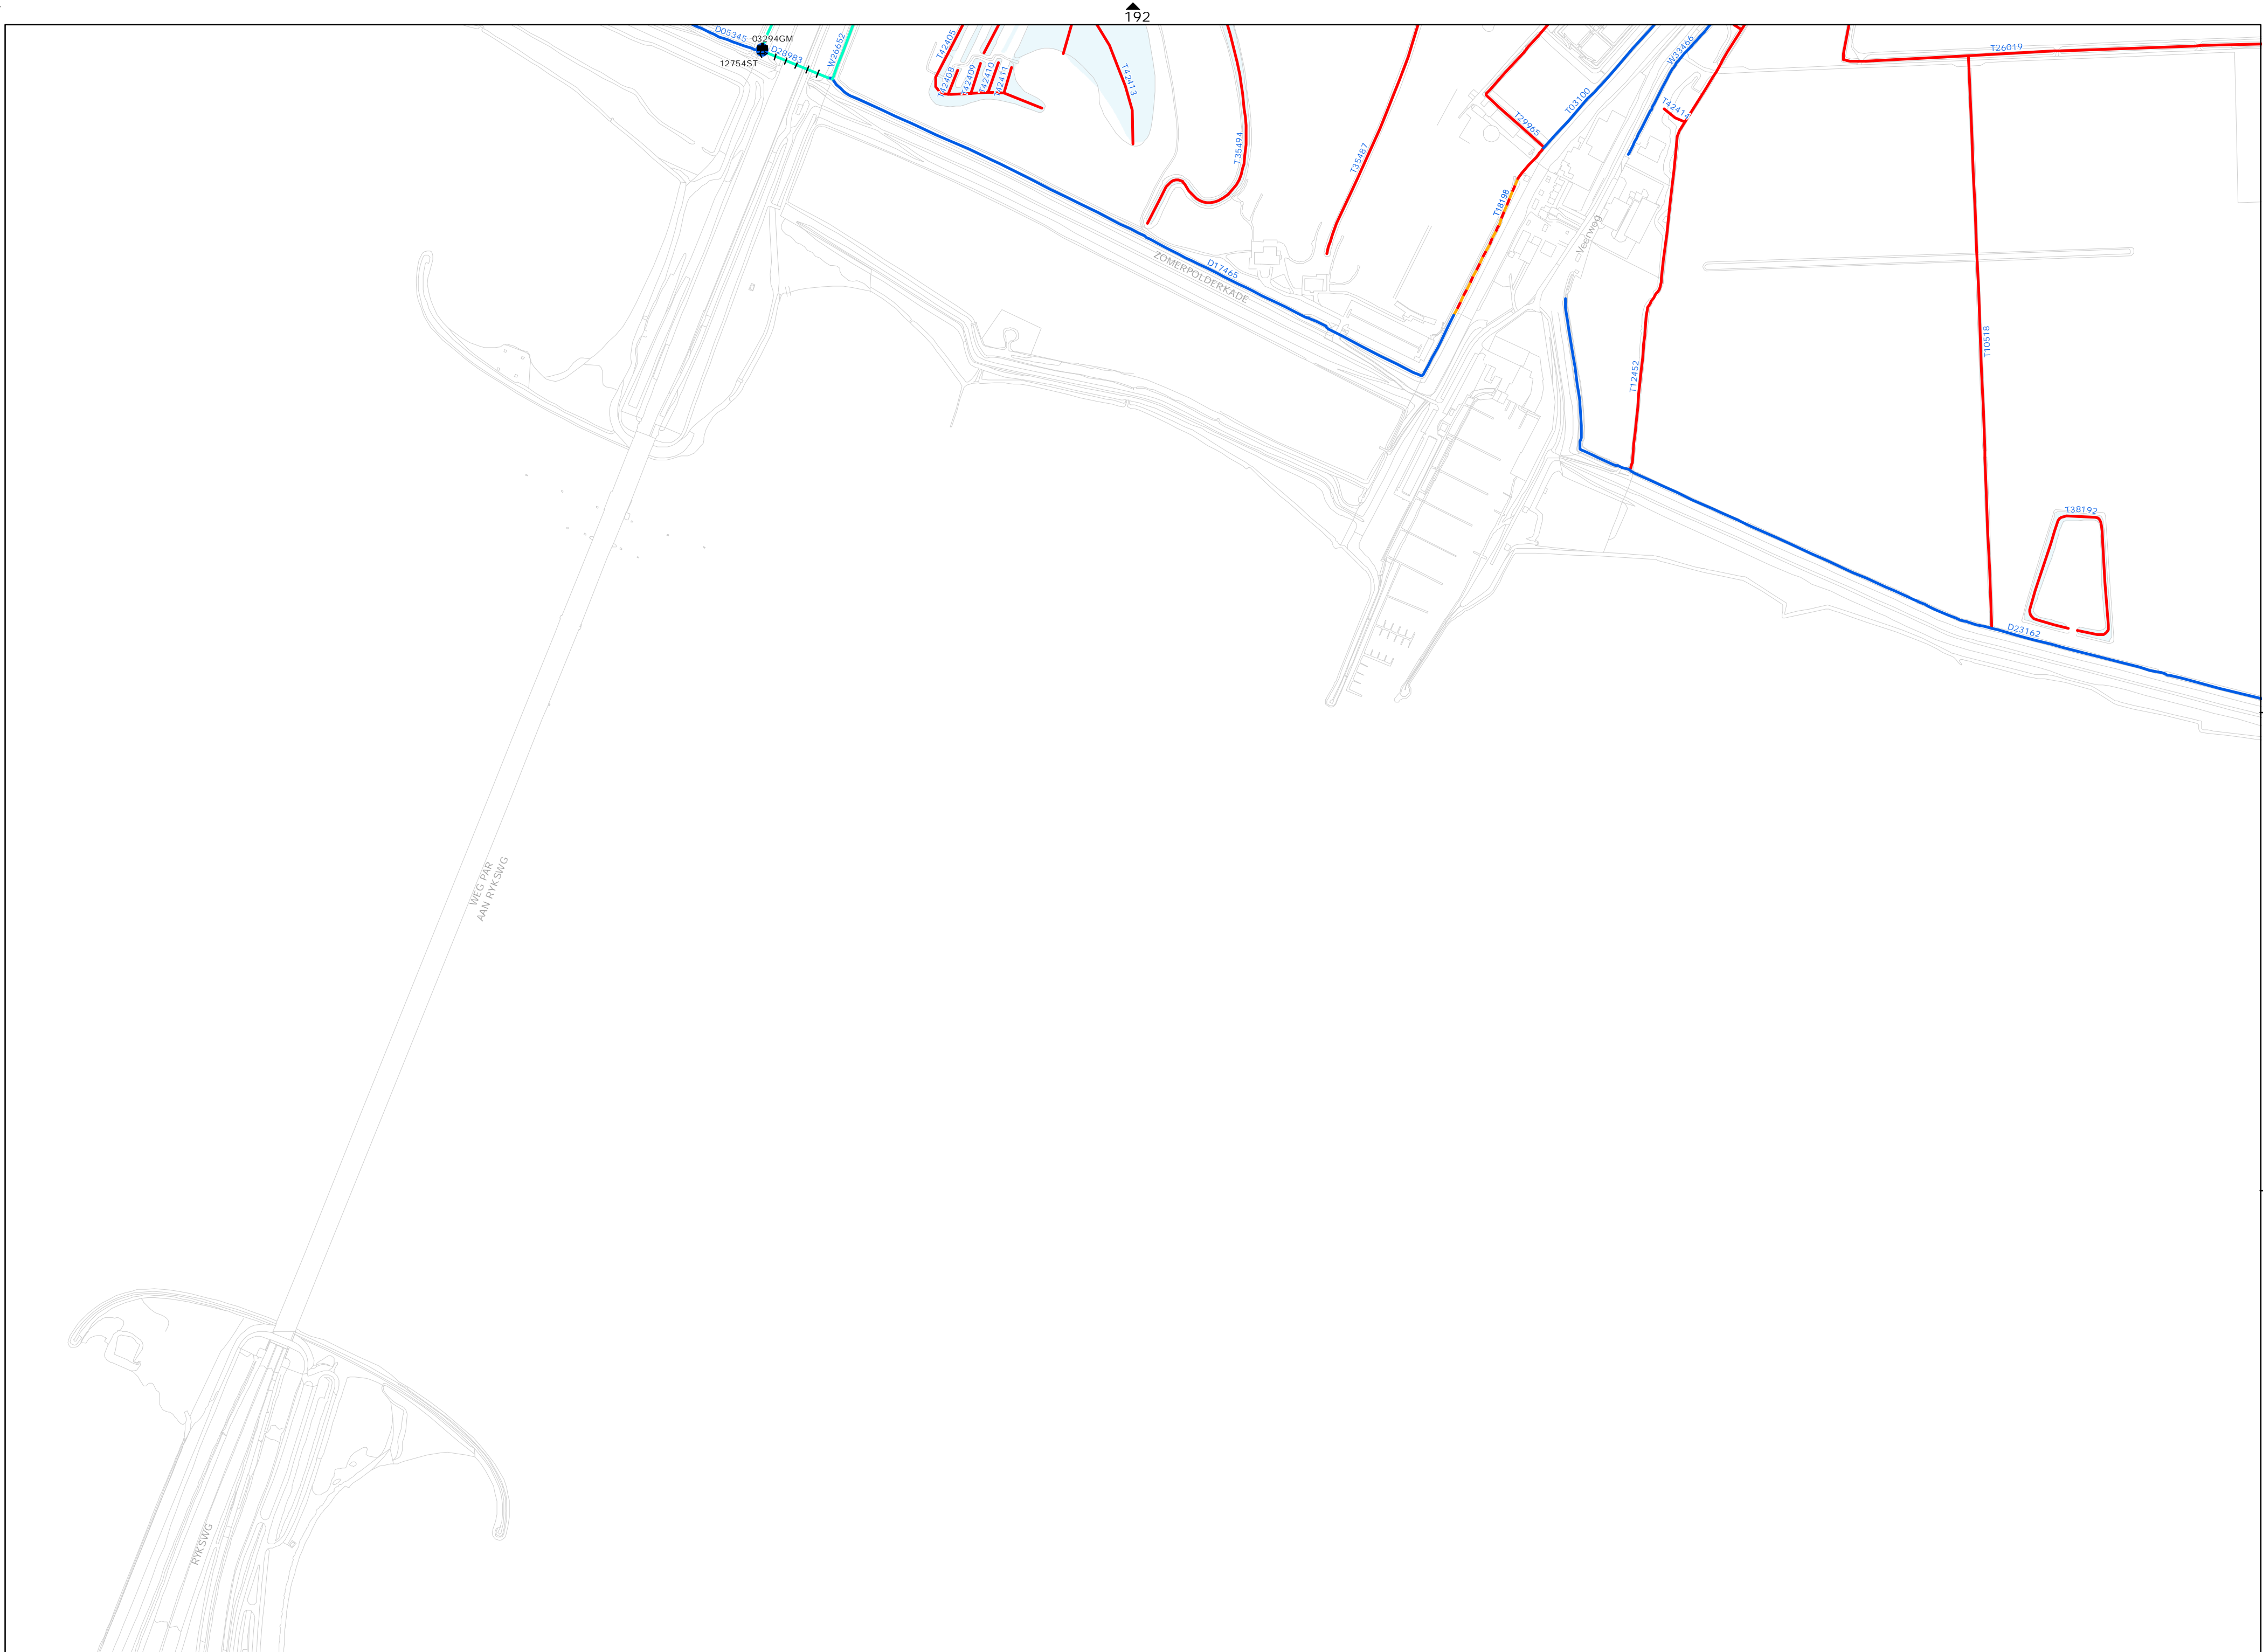 192
D05345
03294GM
D28983
12754ST
W26652
T42405
T42408
T42409
T42410
T42411
T42413
T35494
T35487
T29965
T03100
W33466
T42414
T26019
T18198
Veerweg
ZOMERPOLDERKADE
D17465
T12452
T10518
T38192
D23162
WEG PAR
AAN RYKSWG
RYKSWG